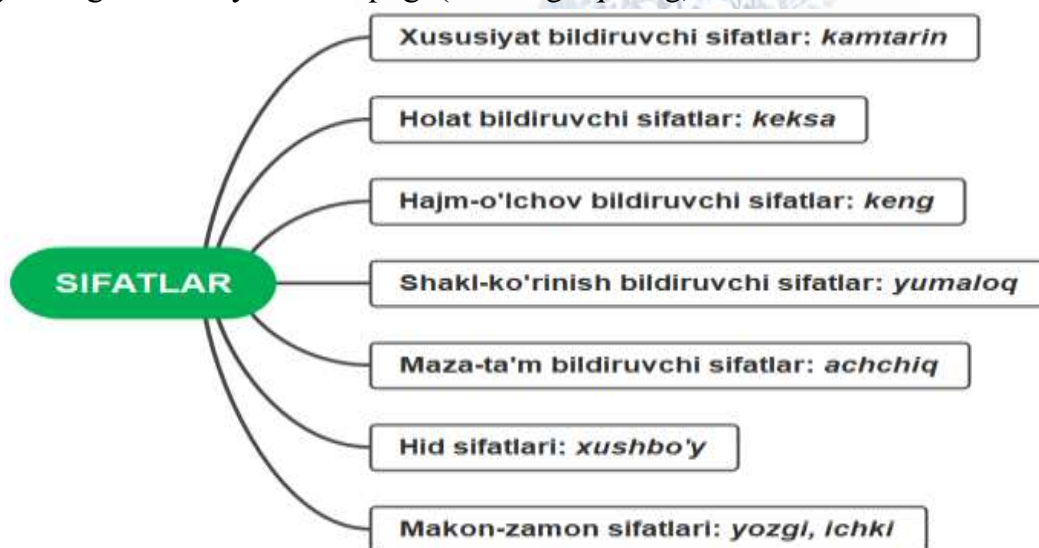 Xususiyat bildiruvchi sifatlar: kamtarin
Holat bildiruvchi sifatlar: keksa
Hajm-o'lchov bildiruvchi sifatlar: keng
SIFATLAR
Shakl-ko'rinish bildiruvchi sifatlar: yumaloq
Maza-ta'm bildiruvchi sifatlar: achchiq
Hid sifatlari: xushbo'y
Makon-zamon sifatlari: yozgi, ichki